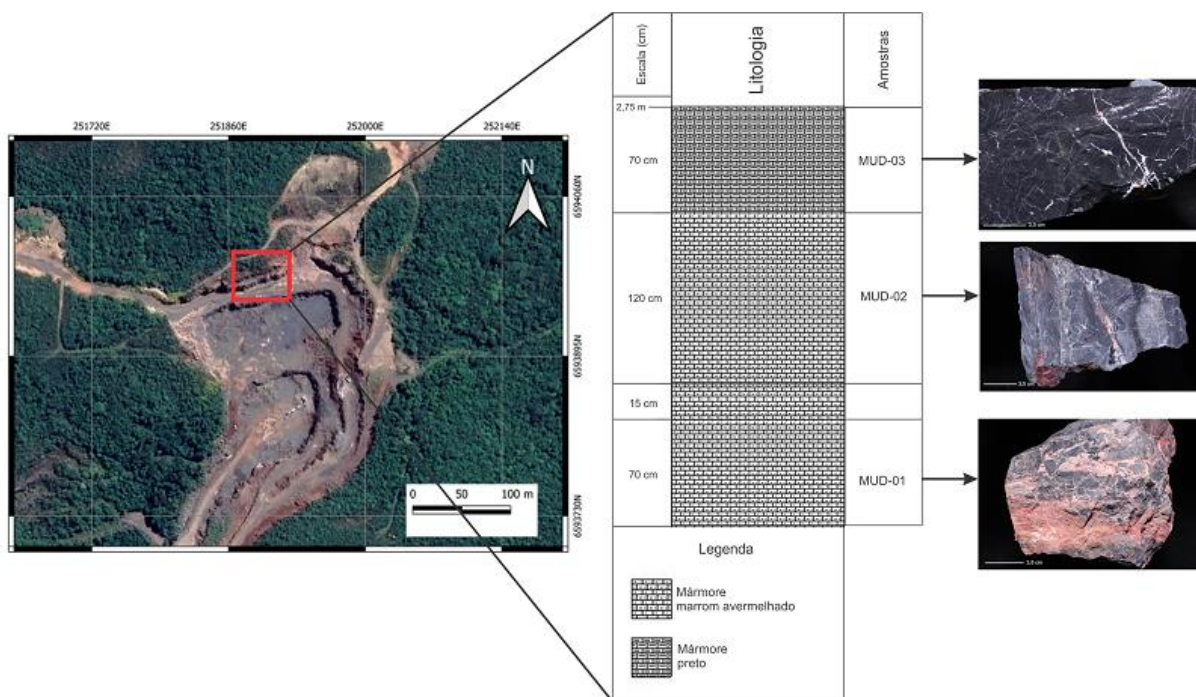 251720E
251860E
252000E
252140E
6594060N
6593895N
6593730N
N
0
50
100 m
Escala (cm)
Litologia
Amostras
2,75 m
70 cm
MUD-03
120 cm
MUD-02
15 cm
70 cm
MUD-01
Legenda
Mármore
marrom avermelhado
Mármore
preto